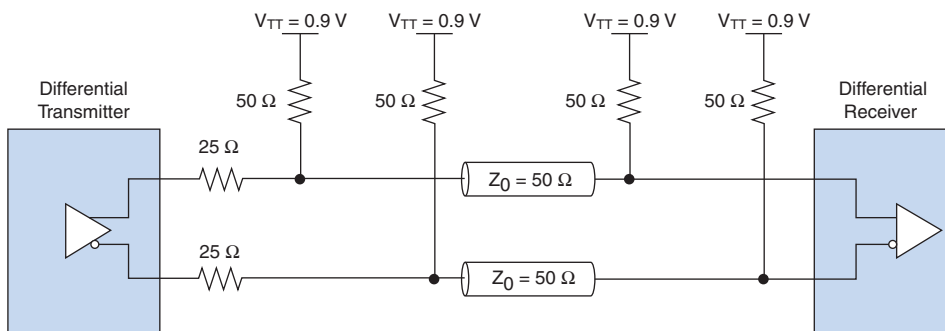 V_TT = 0.9 V V_TT = 0.9 V V_TT = 0.9 V V_TT = 0.9 V
Differential
Transmitter
Differential
Receiver
50 Ω 50 Ω 50 Ω 50 Ω
25 Ω
Z_0 = 50 Ω
25 Ω
Z_0 = 50 Ω